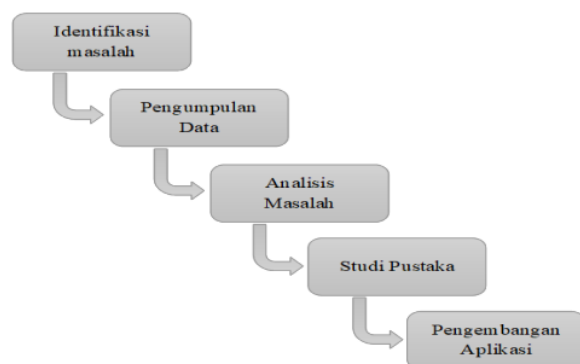 Identifikasi
masalah
Pengumpulan
Data
Analisis
Masalah
Studi Pustaka
Pengembangan
Aplikasi